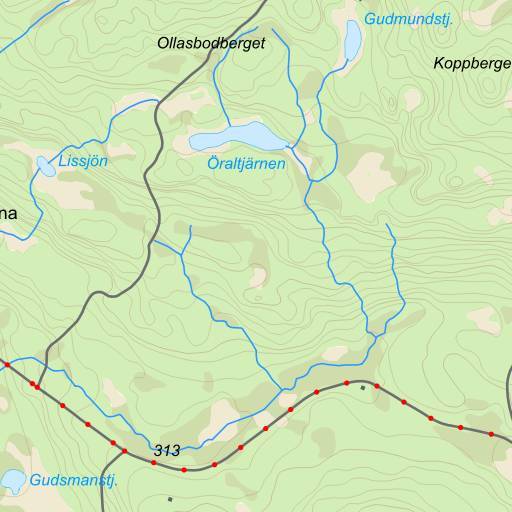 Gudmundstj.
Ollasbodberget
Koppberge
Lissjön
Öraltjärnen
na
313
Gudsmanstj.